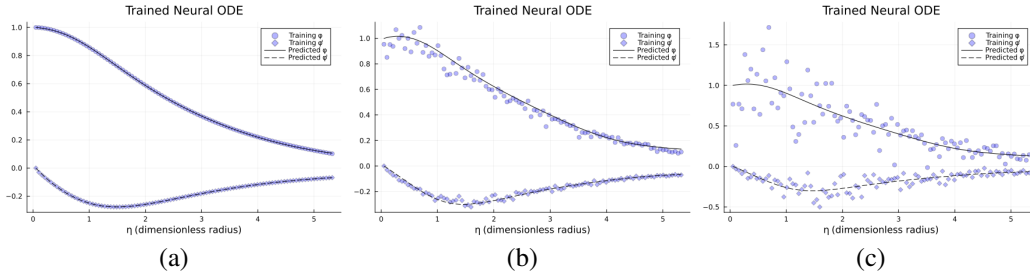 Trained Neural ODE
Training φ
Training φ̇
Predicted φ
Predicted φ̇
1.0
0.8
0.6
0.4
0.2
0.0
-0.2
0
1
2
3
4
5
η (dimensionless radius)
(a)
Trained Neural ODE
Training φ
Training φ̇
Predicted φ
Predicted φ̇
1.0
0.8
0.6
0.4
0.2
0.0
-0.2
0
1
2
3
4
5
η (dimensionless radius)
(b)
Trained Neural ODE
Training φ
Training φ̇
Predicted φ
Predicted φ̇
1.5
1.0
0.5
0.0
-0.5
0
1
2
3
4
5
η (dimensionless radius)
(c)